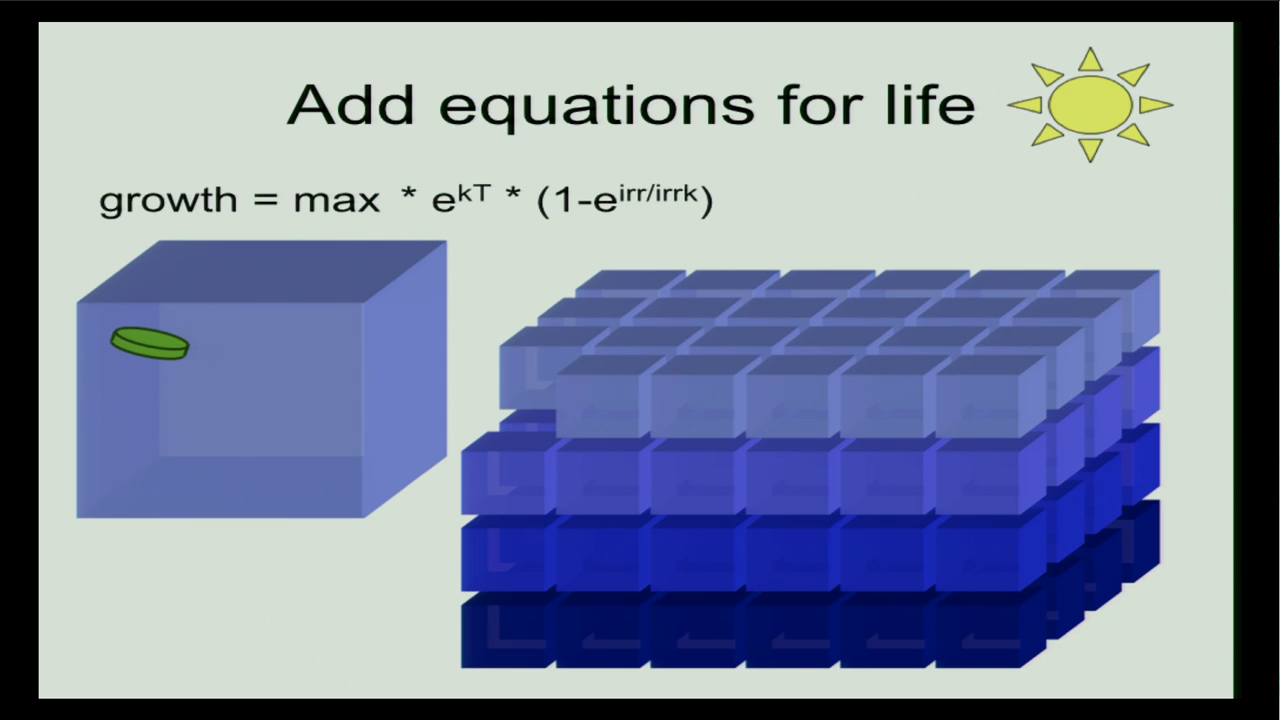 Add equations for life
growth = max * e^kT * (1-e^irr/irrk)